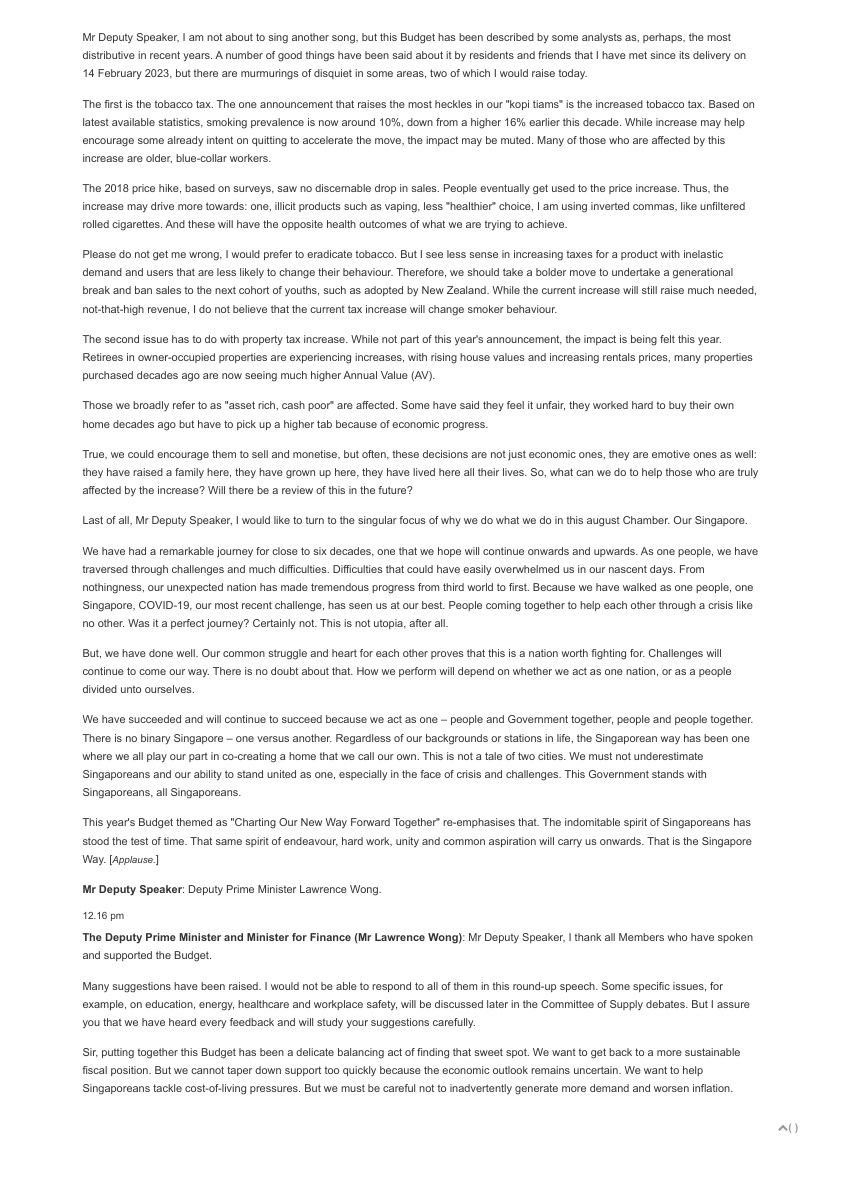 Mr Deputy Speaker, I am not about to sing another song, but this Budget has been described by some analysts as, perhaps, the most
distributive in recent years. A number of good things have been said about it by residents and friends that I have met since its delivery on
14 February 2023, but there are murmurings of disquiet in some areas, two of which I would raise today.
The first is the tobacco tax. The one announcement that raises the most heckles in our "kopi tiams" is the increased tobacco tax. Based on
latest available statistics, smoking prevalence is now around 10%, down from a higher 16% earlier this decade. While increase may help
encourage some already intent on quitting to accelerate the move, the impact may be muted. Many of those who are affected by this
increase are older, blue-collar workers.
The 2018 price hike, based on surveys, saw no discernable drop in sales. People eventually get used to the price increase. Thus, the
increase may drive more towards: one, illicit products such as vaping, less "healthier" choice, I am using inverted commas, like unfiltered
rolled cigarettes. And these will have the opposite health outcomes of what we are trying to achieve.
Please do not get me wrong, I would prefer to eradicate tobacco. But I see less sense in increasing taxes for a product with inelastic
demand and users that are less likely to change their behaviour. Therefore, we should take a bolder move to undertake a generational
break and ban sales to the next cohort of youths, such as adopted by New Zealand. While the current increase will still raise much needed,
not-that-high revenue, I do not believe that the current tax increase will change smoker behaviour.
The second issue has to do with property tax increase. While not part of this year's announcement, the impact is being felt this year.
Retirees in owner-occupied properties are experiencing increases, with rising house values and increasing rentals prices, many properties
purchased decades ago are now seeing much higher Annual Value (AV).
Those we broadly refer to as "asset rich, cash poor" are affected. Some have said they feel it unfair, they worked hard to buy their own
home decades ago but have to pick up a higher tab because of economic progress.
True, we could encourage them to sell and monetise, but often, these decisions are not just economic ones, they are emotive ones as well:
they have raised a family here, they have grown up here, they have lived here all their lives. So, what can we do to help those who are truly
affected by the increase? Will there be a review of this in the future?
Last of all, Mr Deputy Speaker, I would like to turn to the singular focus of why we do what we do in this august Chamber. Our Singapore.
We have had a remarkable journey for close to six decades, one that we hope will continue onwards and upwards. As one people, we have
traversed through challenges and much difficulties. Difficulties that could have easily overwhelmed us in our nascent days. From
nothingness, our unexpected nation has made tremendous progress from third world to first. Because we have walked as one people, one
Singapore, COVID-19, our most recent challenge, has seen us at our best. People coming together to help each other through a crisis like
no other. Was it a perfect journey? Certainly not. This is not utopia, after all.
But, we have done well. Our common struggle and heart for each other proves that this is a nation worth fighting for. Challenges will
continue to come our way. There is no doubt about that. How we perform will depend on whether we act as one nation, or as a people
divided unto ourselves.
We have succeeded and will continue to succeed because we act as one – people and Government together, people and people together.
There is no binary Singapore – one versus another. Regardless of our backgrounds or stations in life, the Singaporean way has been one
where we all play our part in co-creating a home that we call our own. This is not a tale of two cities. We must not underestimate
Singaporeans and our ability to stand united as one, especially in the face of crisis and challenges. This Government stands with
Singaporeans, all Singaporeans.
This year's Budget themed as "Charting Our New Way Forward Together" re-emphasises that. The indomitable spirit of Singaporeans has
stood the test of time. That same spirit of endeavour, hard work, unity and common aspiration will carry us onwards. That is the Singapore
Way. [Applause.]
Mr Deputy Speaker: Deputy Prime Minister Lawrence Wong.
12.16 pm
The Deputy Prime Minister and Minister for Finance (Mr Lawrence Wong): Mr Deputy Speaker, I thank all Members who have spoken
and supported the Budget.
Many suggestions have been raised. I would not be able to respond to all of them in this round-up speech. Some specific issues, for
example, on education, energy, healthcare and workplace safety, will be discussed later in the Committee of Supply debates. But I assure
you that we have heard every feedback and will study your suggestions carefully.
Sir, putting together this Budget has been a delicate balancing act of finding that sweet spot. We want to get back to a more sustainable
fiscal position. But we cannot taper down support too quickly because the economic outlook remains uncertain. We want to help
Singaporeans tackle cost-of-living pressures. But we must be careful not to inadvertently generate more demand and worsen inflation.
( )